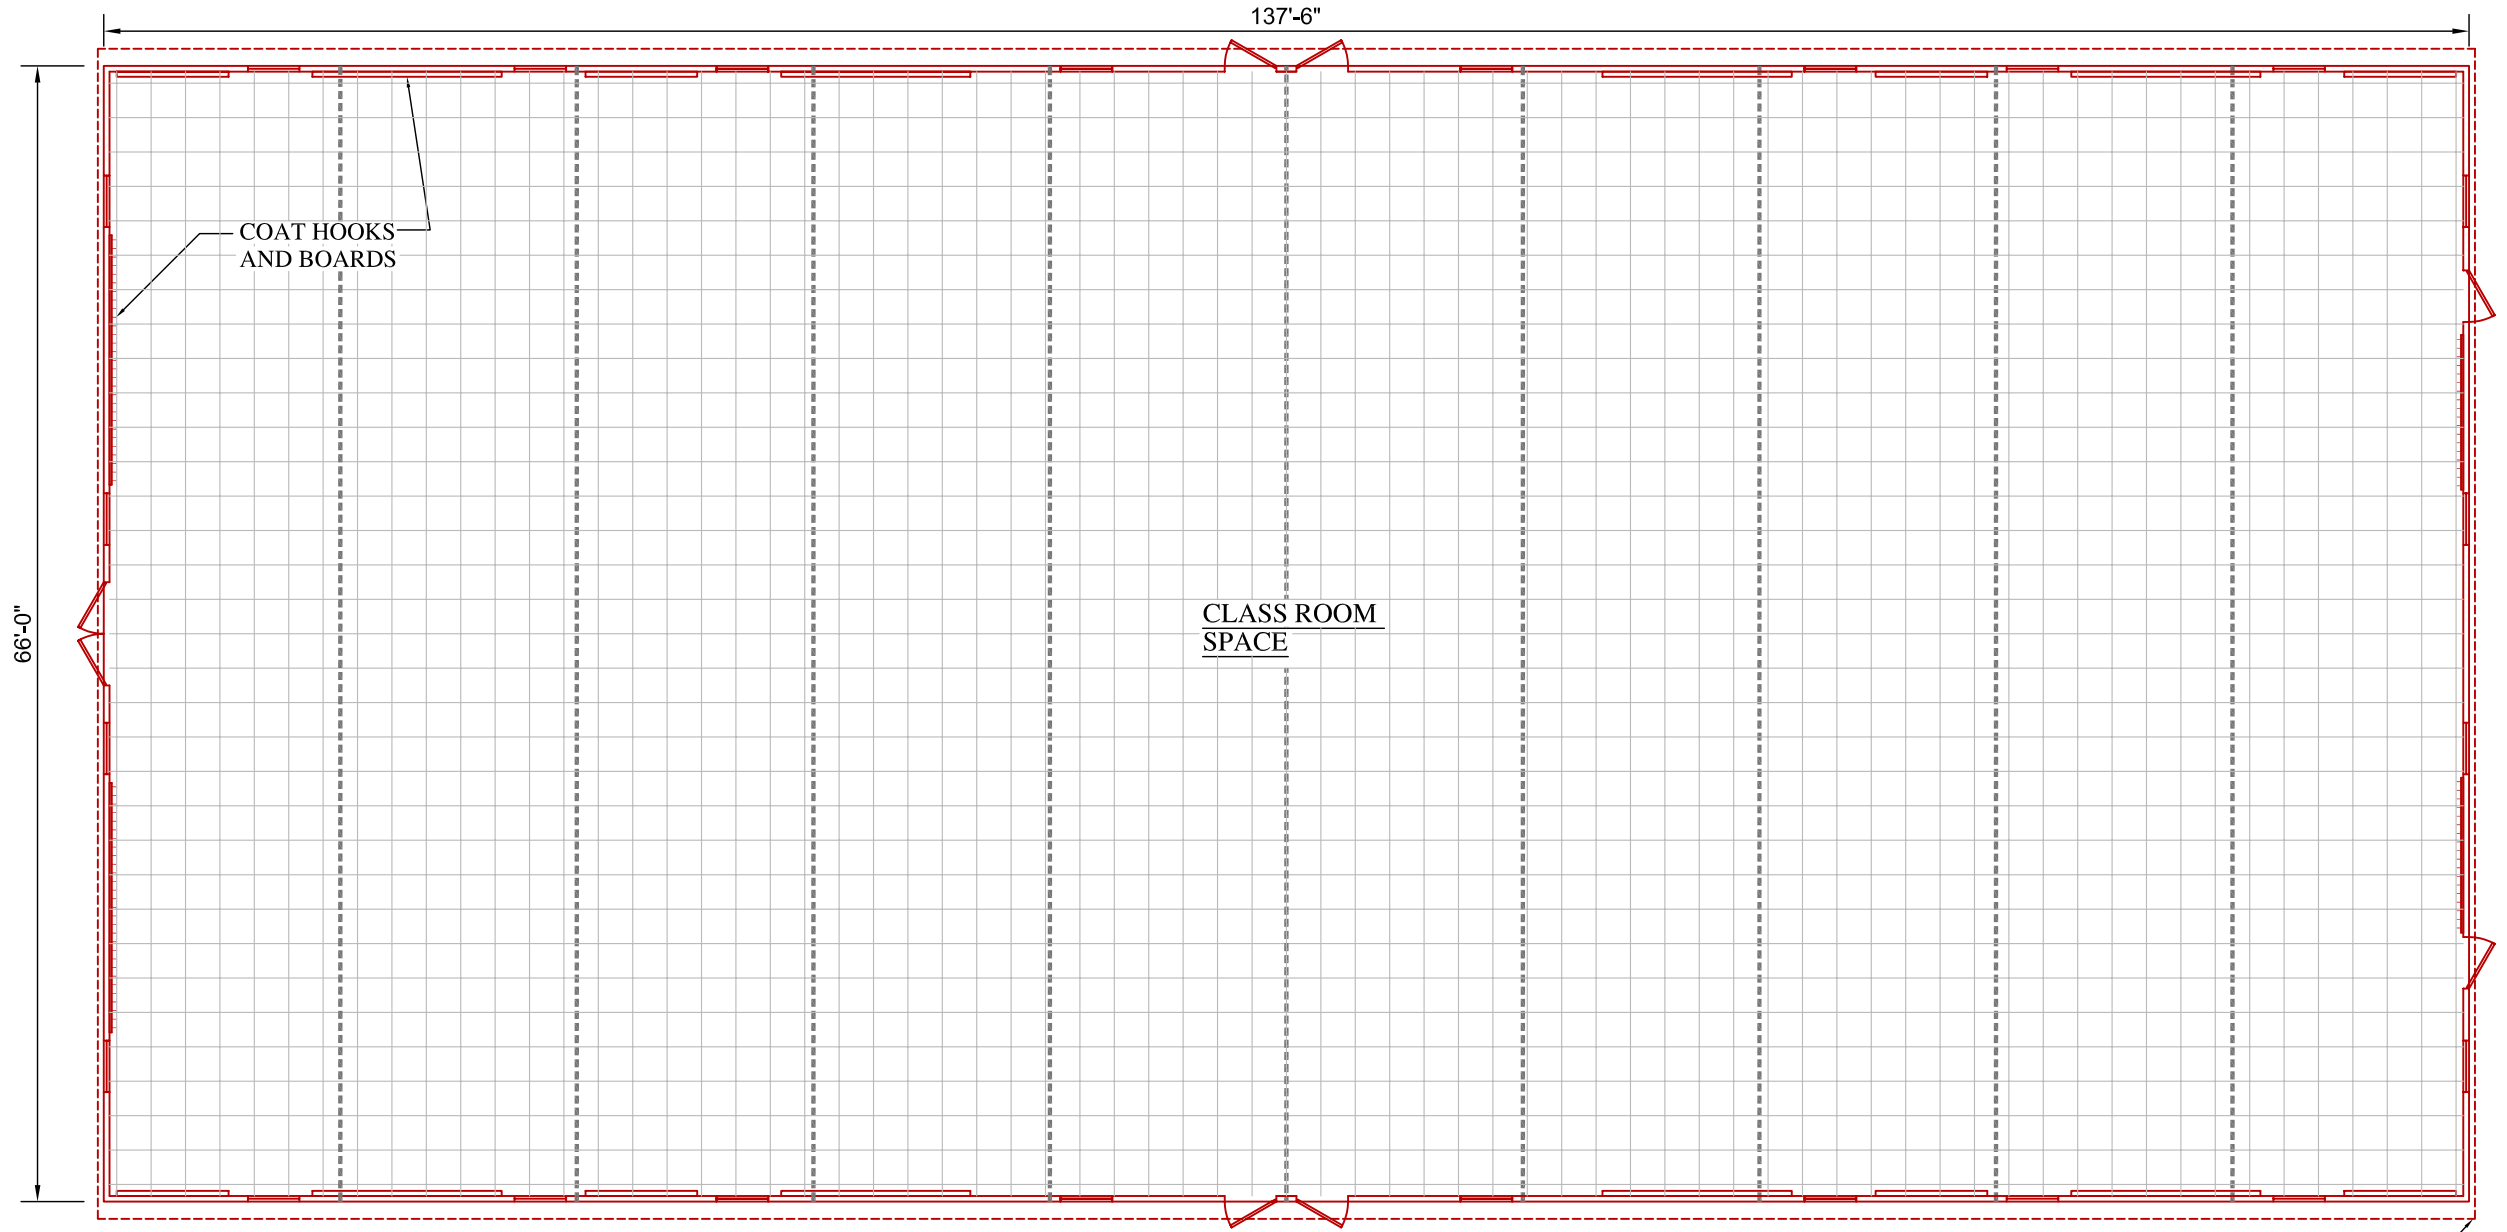 137'-6"
COAT HOOKS
AND BOARDS
66'-0"
CLASS ROOM
SPACE